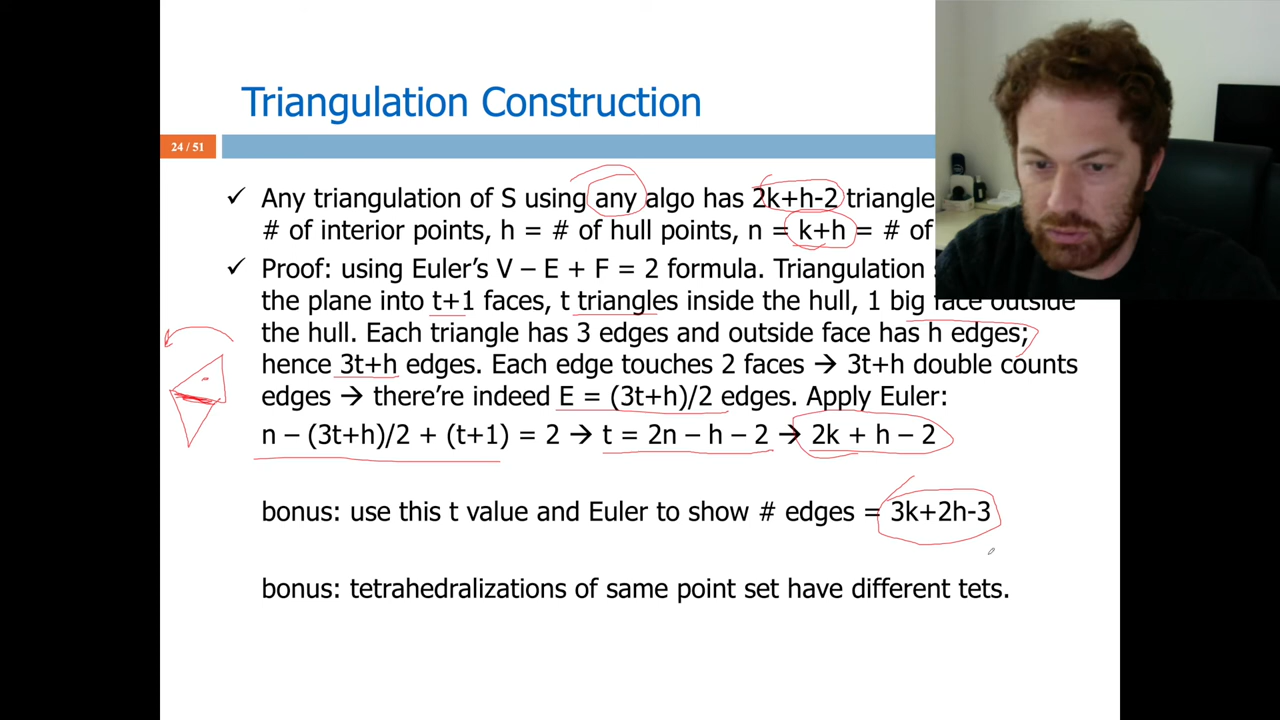 Triangulation Construction
24 / 51
✓ Any triangulation of S using any algo has 2k+h-2 triangle
# of interior points, h = # of hull points, n = k+h = # of
✓ Proof: using Euler's V – E + F = 2 formula. Triangulation
the plane into t+1 faces, t triangles inside the hull, 1 big face outside
the hull. Each triangle has 3 edges and outside face has h edges;
hence 3t+h edges. Each edge touches 2 faces → 3t+h double counts
edges → there're indeed E = (3t+h)/2 edges. Apply Euler:
n – (3t+h)/2 + (t+1) = 2 → t = 2n – h – 2 → 2k + h – 2
bonus: use this t value and Euler to show # edges = 3k+2h-3
bonus: tetrahedralizations of same point set have different tets.